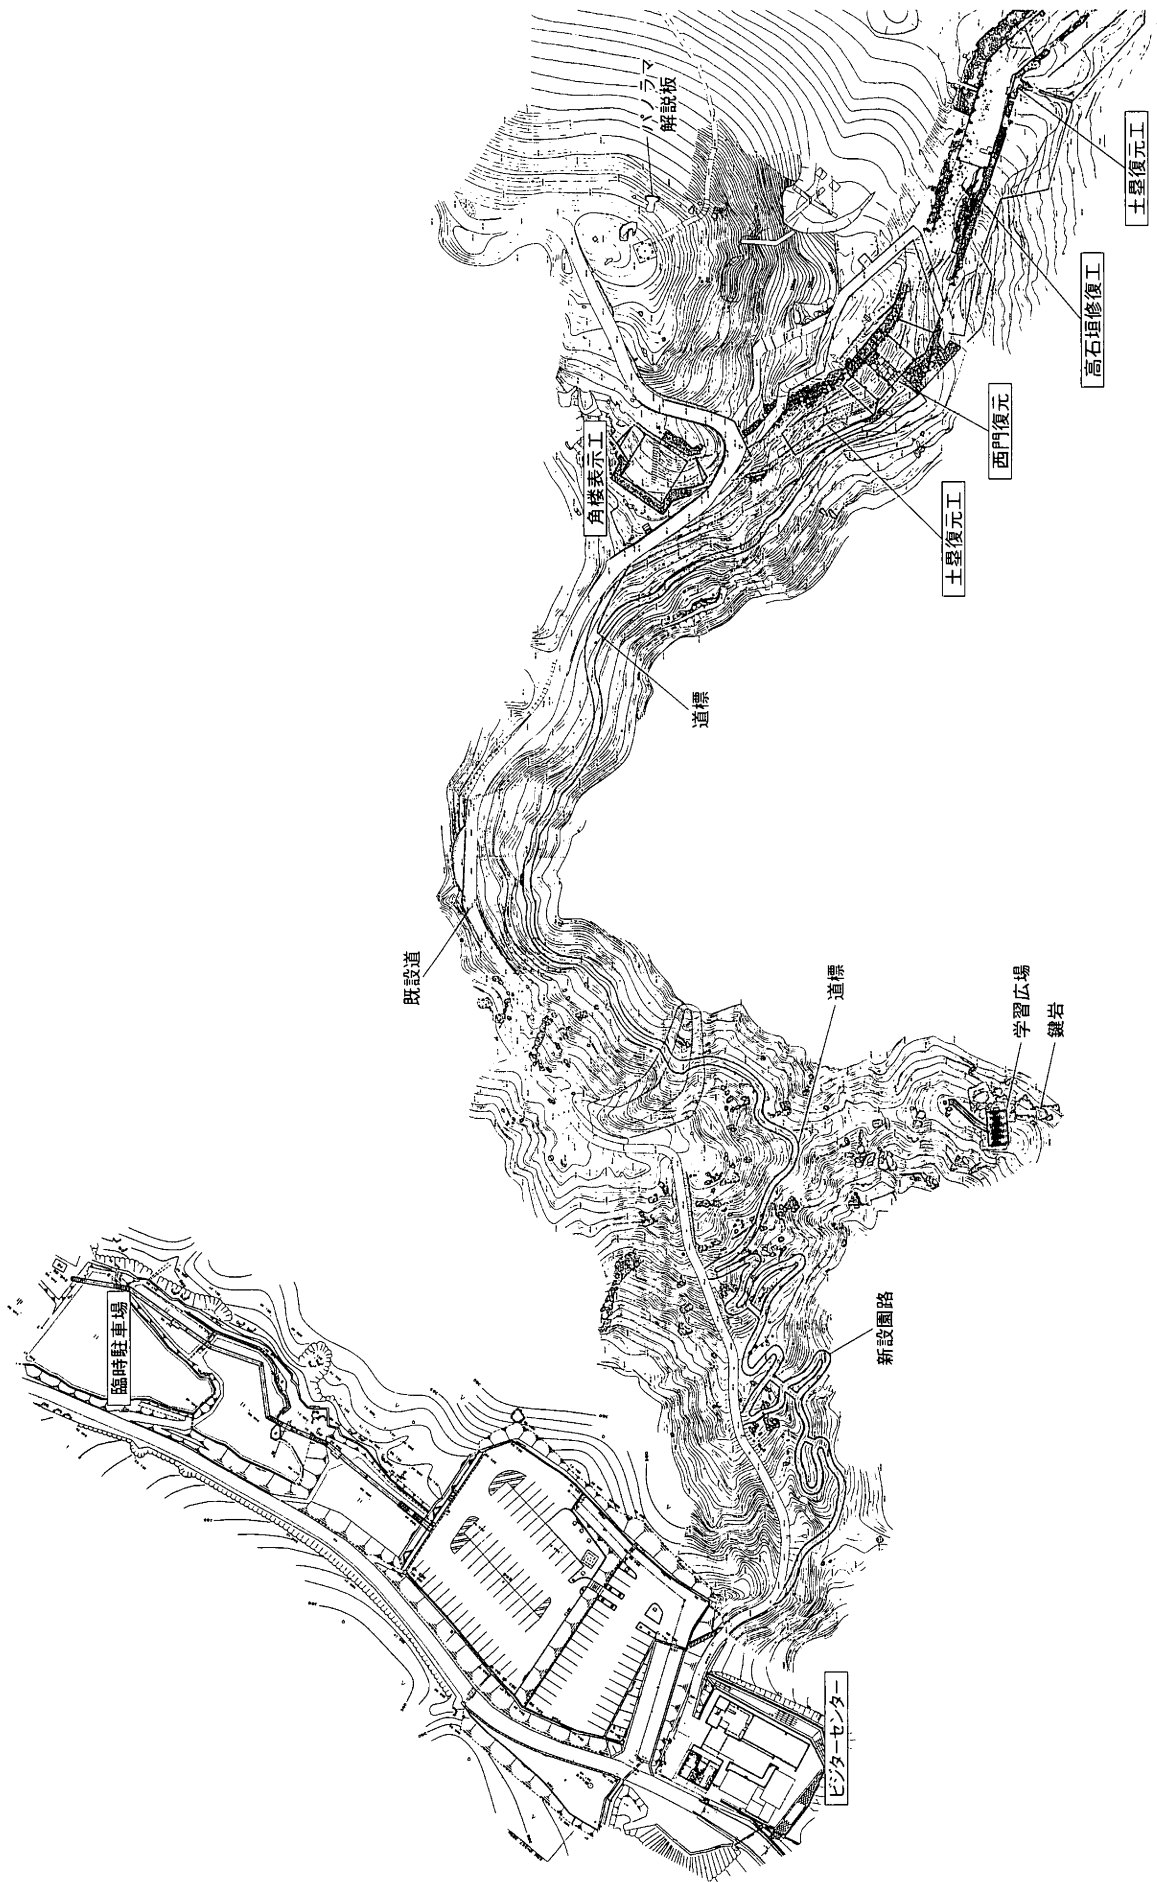 パノラマ
解説板
土塁復元工
高石垣修復工
西門復元
角楼表示工
土塁復元工
道標
既設道
道標
学習広場
鍵岩
新設園路
臨時駐車場
ビジターセンター